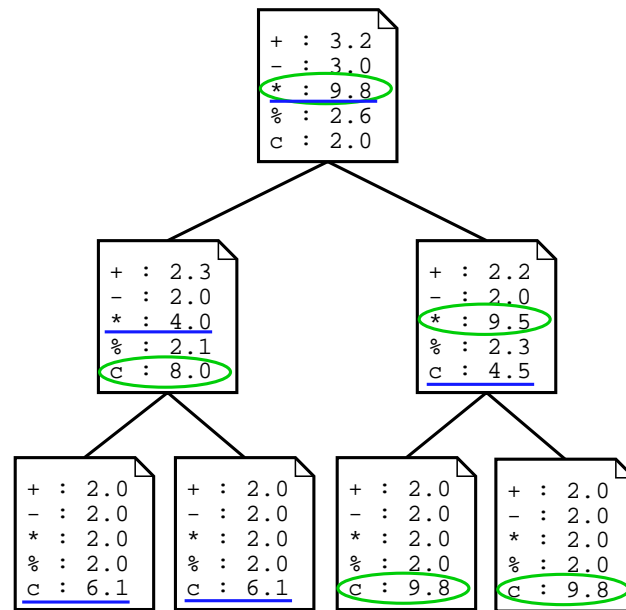 + : 3.2
- : 3.0
* : 9.8
% : 2.6
c : 2.0
+ : 2.3
- : 2.0
* : 4.0
% : 2.1
c : 8.0
+ : 2.2
- : 2.0
* : 9.5
% : 2.3
c : 4.5
+ : 2.0
- : 2.0
* : 2.0
% : 2.0
c : 6.1
+ : 2.0
- : 2.0
* : 2.0
% : 2.0
c : 6.1
+ : 2.0
- : 2.0
* : 2.0
% : 2.0
c : 9.8
+ : 2.0
- : 2.0
* : 2.0
% : 2.0
c : 9.8